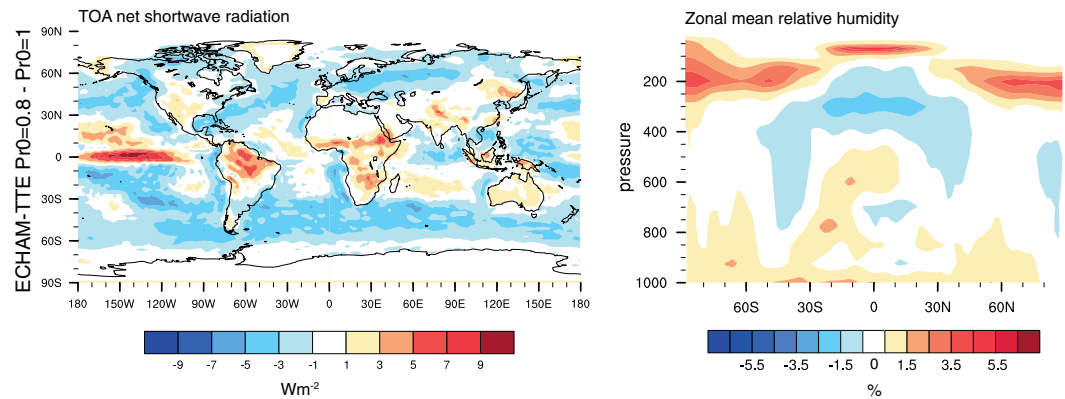 TOA net shortwave radiation
ECHAM-TTE Pr0=0.8 - Pr0=1
90N
60N
30N
0
30S
60S
90S
180 150W 120W 90W 60W 30W 0 30E 60E 90E 120E 150E 180
-9 -7 -5 -3 -1 1 3 5 7 9
Wm-2
Zonal mean relative humidity
pressure
200
400
600
800
1000
60S 30S 0 30N 60N
-5.5 -3.5 -1.5 0 1.5 3.5 5.5
%